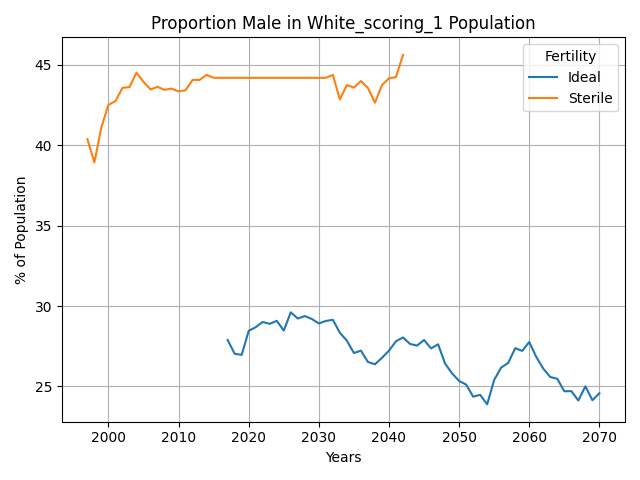 Proportion Male in White_scoring_1 Population
Fertility
Ideal
Sterile
45
40
35
30
25
% of Population
2000 2010 2020 2030 2040 2050 2060 2070
Years